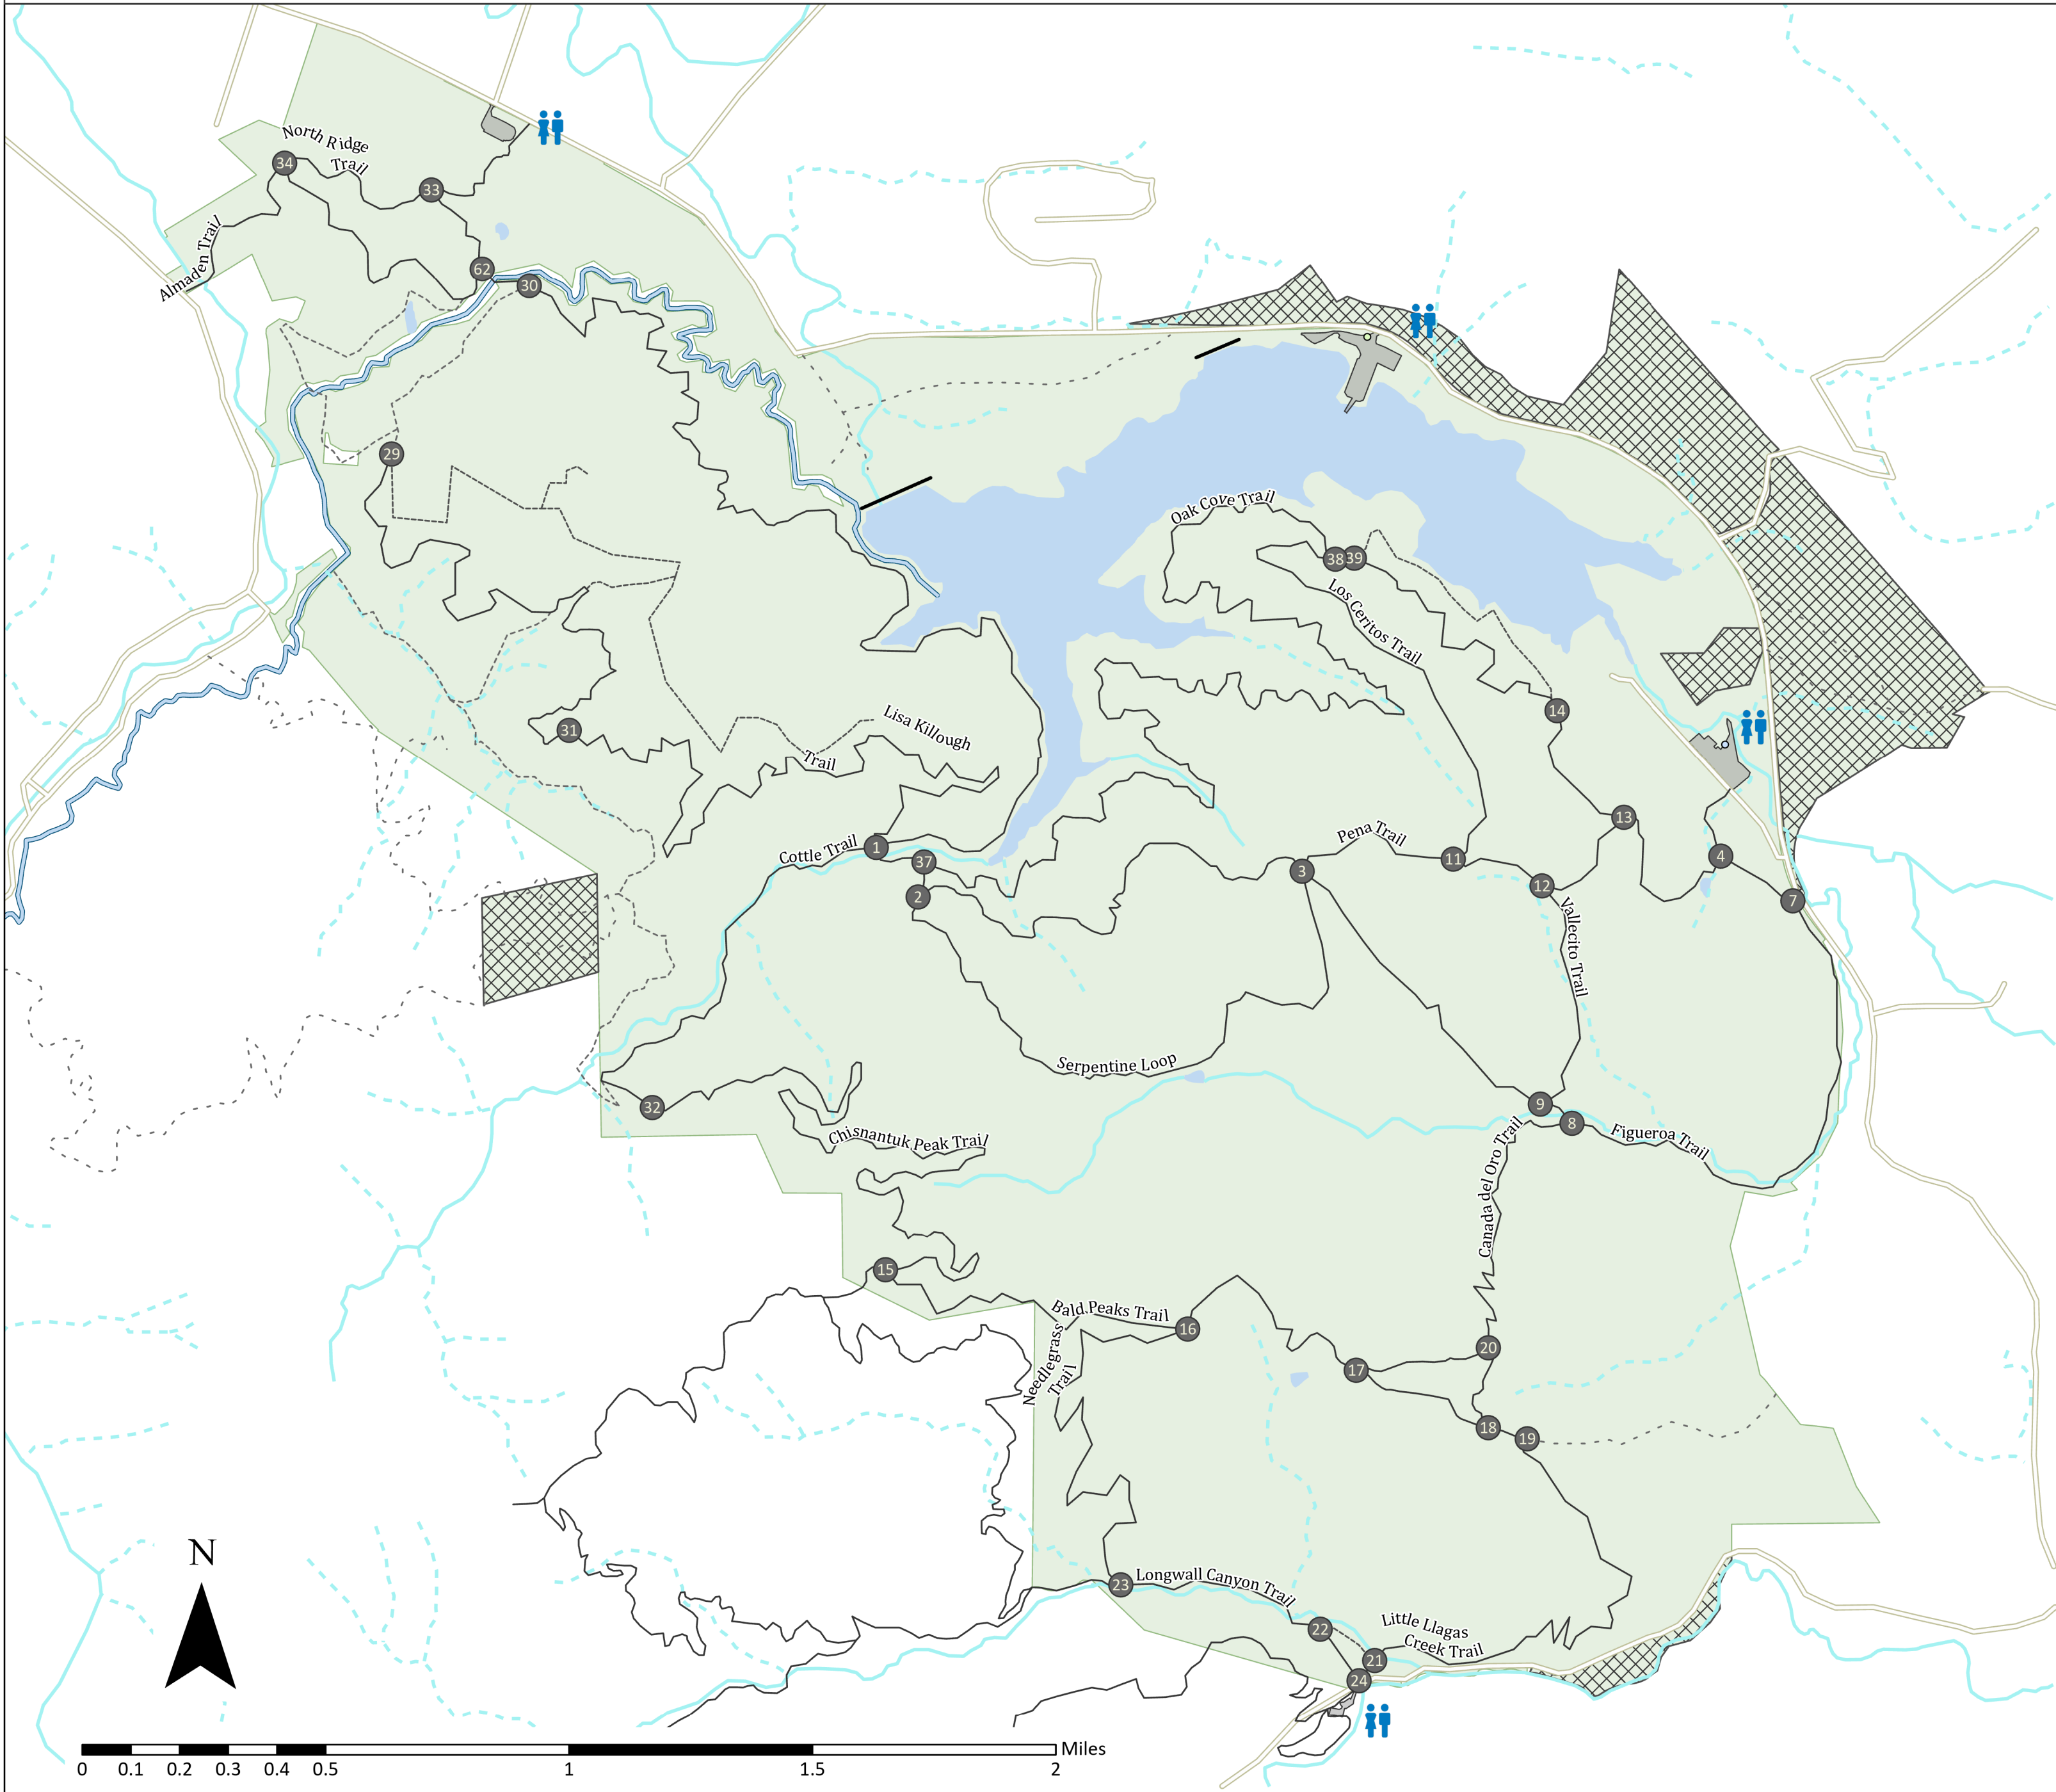 North Ridge
Trail
34
33
Almaden Trail
62
30
29
Oak Cove Trail
38
39
Los Ceritos Trail
14
31
Lisa Killough
Trail
13
Cottle Trail
1
37
2
Pena Trail
3
11
12
4
7
Vallecito Trail
Serpentine Loop
32
9
8
Figueroa Trail
Chisnantuk Peak Trail
Canada del Oro Trail
15
Bald Peaks Trail
16
Needlegrass
Trail
20
17
18
19
N
23
Longwall Canyon Trail
22
Little Llagas
Creek Trail
21
24
Miles
0 0.1 0.2 0.3 0.4 0.5 1 1.5 2